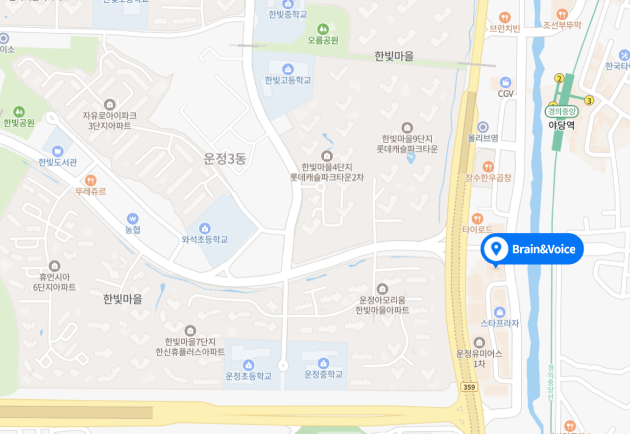 한빛중학교
오름공원
한빛마을
브런치빈
조선부뚜막
이소
한빛고등학교
한국타
CGV
2
3
경의중앙
야당역
자유로아이파크
3단지아파트
한빛공원
올리브영
한빛마을9단지
롯데캐슬파크타운
한빛도서관
운정3동
한빛마을4단지
롯데캐슬파크타운2차
장수한우곱창
뚜레쥬르
농협
와석초등학교
타이로드
Brain&Voice
휴먼시아
6단지아파트
한빛마을
운정아모리움
한빛마을아파트
스타프라자
한빛마을7단지
한신휴플러스아파트
운정유미어스
1차
운정초등학교
운정중학교
359
경의중앙선